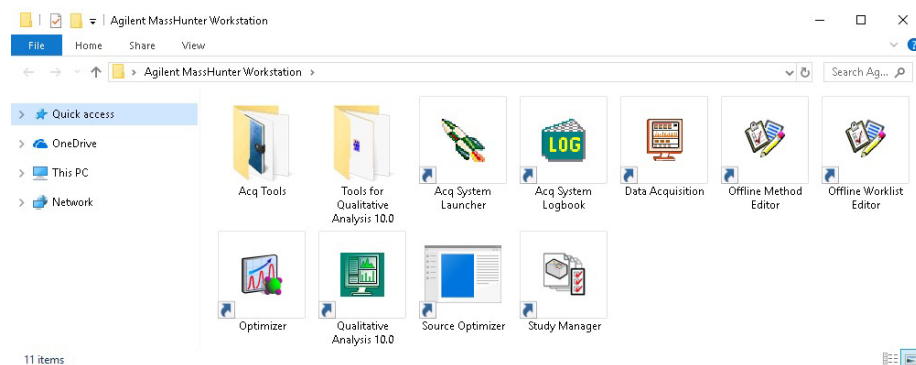 Agilent MassHunter Workstation
File Home Share View
Agilent MassHunter Workstation
Search Ag...
Quick access
OneDrive
This PC
Network
Acq Tools
Tools for
Qualitative
Analysis 10.0
Acq System
Launcher
LOG
Acq System
Logbook
Data Acquisition
Offline Method
Editor
Offline Worklist
Editor
Optimizer
Qualitative
Analysis 10.0
Source Optimizer
Study Manager
11 items